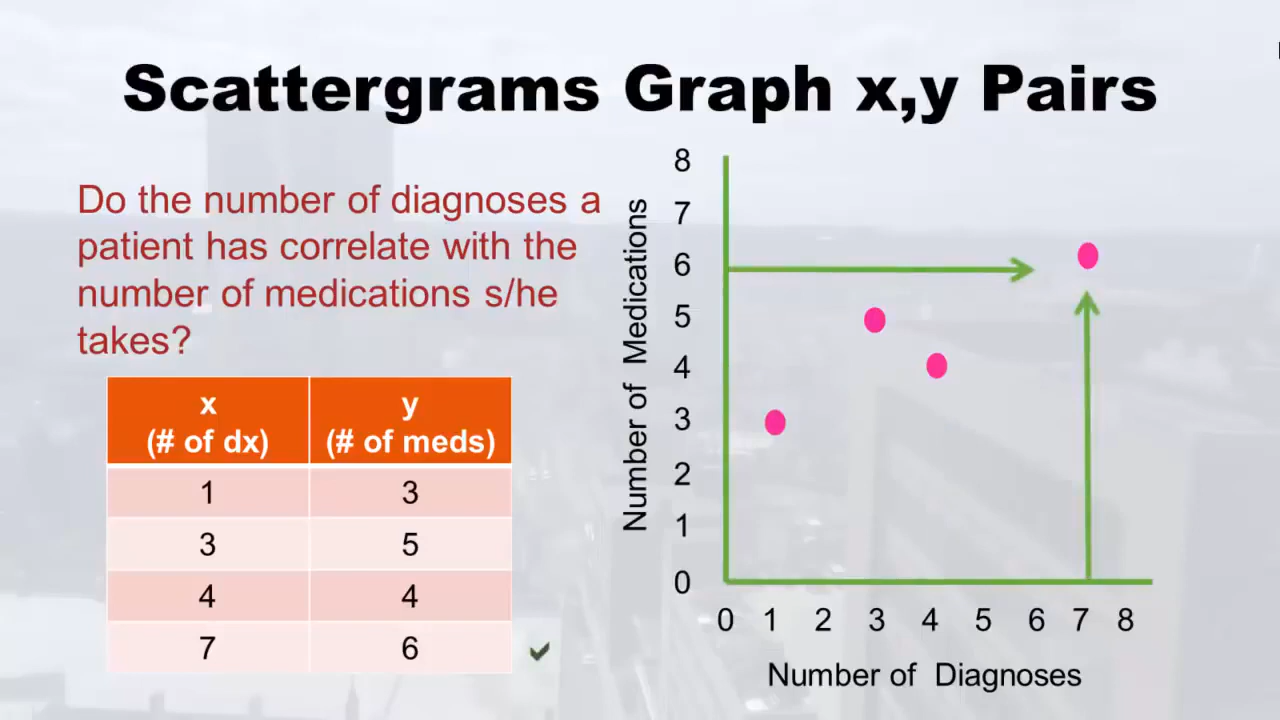 Scattergrams Graph x,y Pairs
Do the number of diagnoses a
patient has correlate with the
number of medications s/he
takes?
x y
(# of dx) (# of meds)
1 3
3 5
4 4
7 6
Number of Medications
8
7
6
5
4
3
2
1
0
0 1 2 3 4 5 6 7 8
Number of Diagnoses